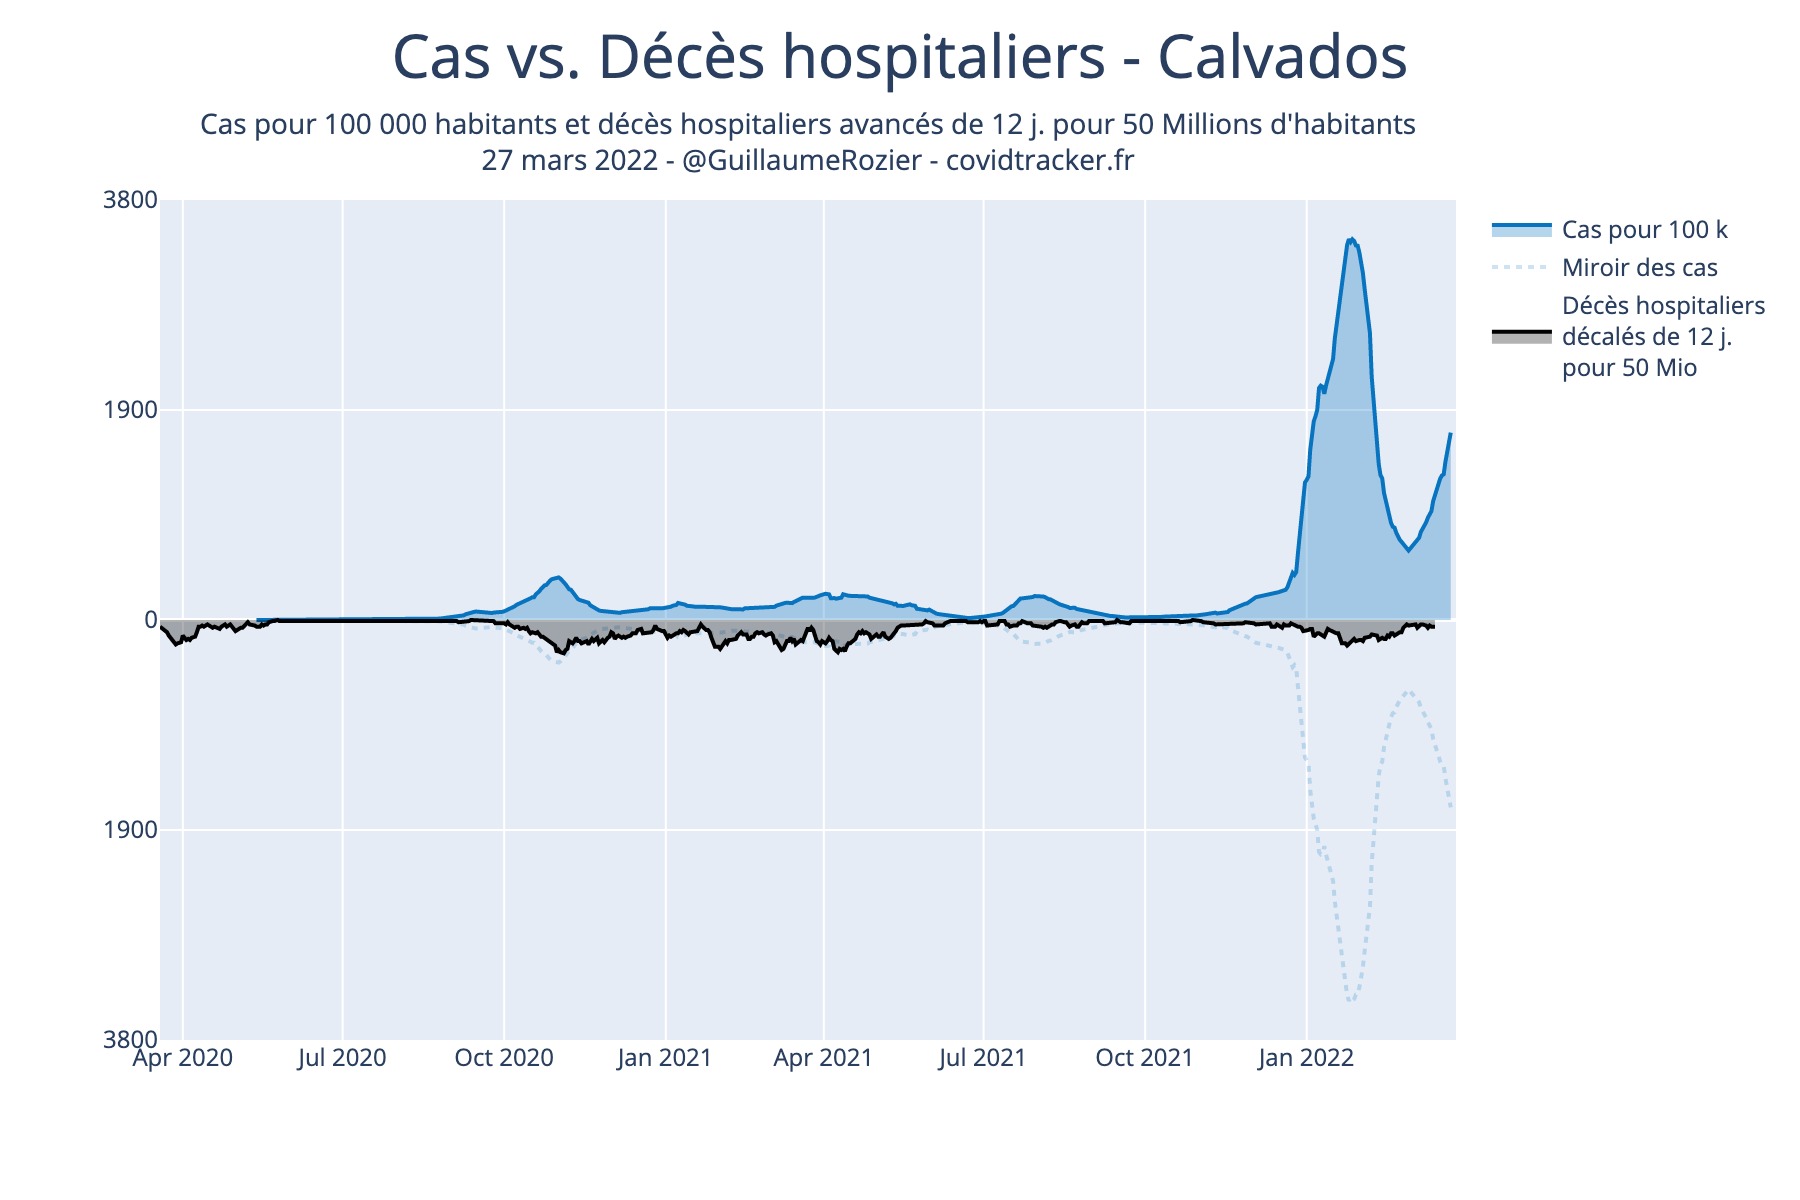 Cas vs. Décès hospitaliers - Calvados
Cas pour 100 000 habitants et décès hospitaliers avancés de 12 j. pour 50 Millions d'habitants
27 mars 2022 - @GuillaumeRozier - covidtracker.fr
3800
1900
0
1900
3800
Apr 2020
Jul 2020
Oct 2020
Jan 2021
Apr 2021
Jul 2021
Oct 2021
Jan 2022
Cas pour 100 k
Miroir des cas
Décès hospitaliers
décalés de 12 j.
pour 50 Mio